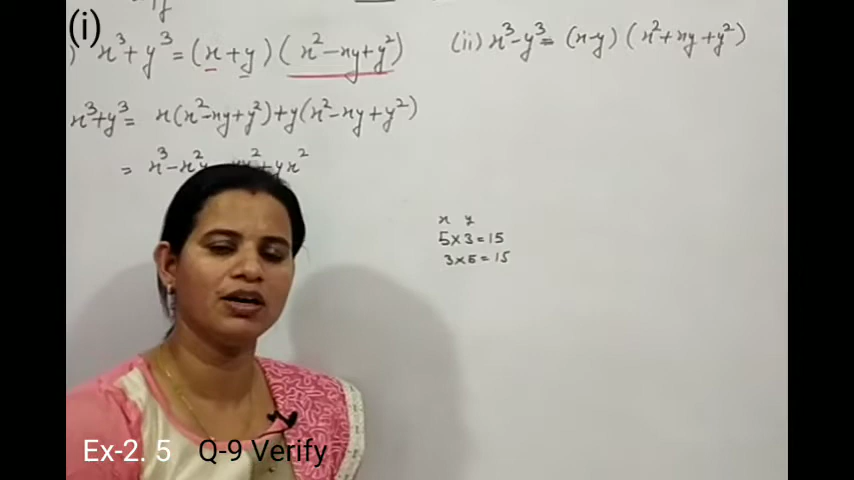 (i)
) x³ + y³ = (x + y) (x² - xy + y²)
(ii) x³ - y³ = (x-y) (x² + xy + y²)
x³+y³ = x(x²-xy+y²)+y(x²-xy+y²)
= x³ - x²y + yx²
x y
5×3=15
3×5=15
Ex-2. 5 Q-9 Verify